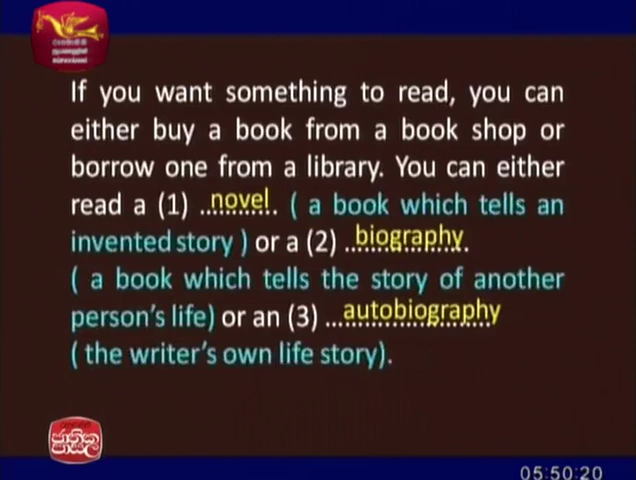 If you want something to read, you can
either buy a book from a book shop or
borrow one from a library. You can either
read a (1) ...novel... ( a book which tells an
invented story ) or a (2) ...biography...
( a book which tells the story of another
person's life) or an (3) ...autobiography...
( the writer's own life story).
ජාතික
පාසල
05:50:20